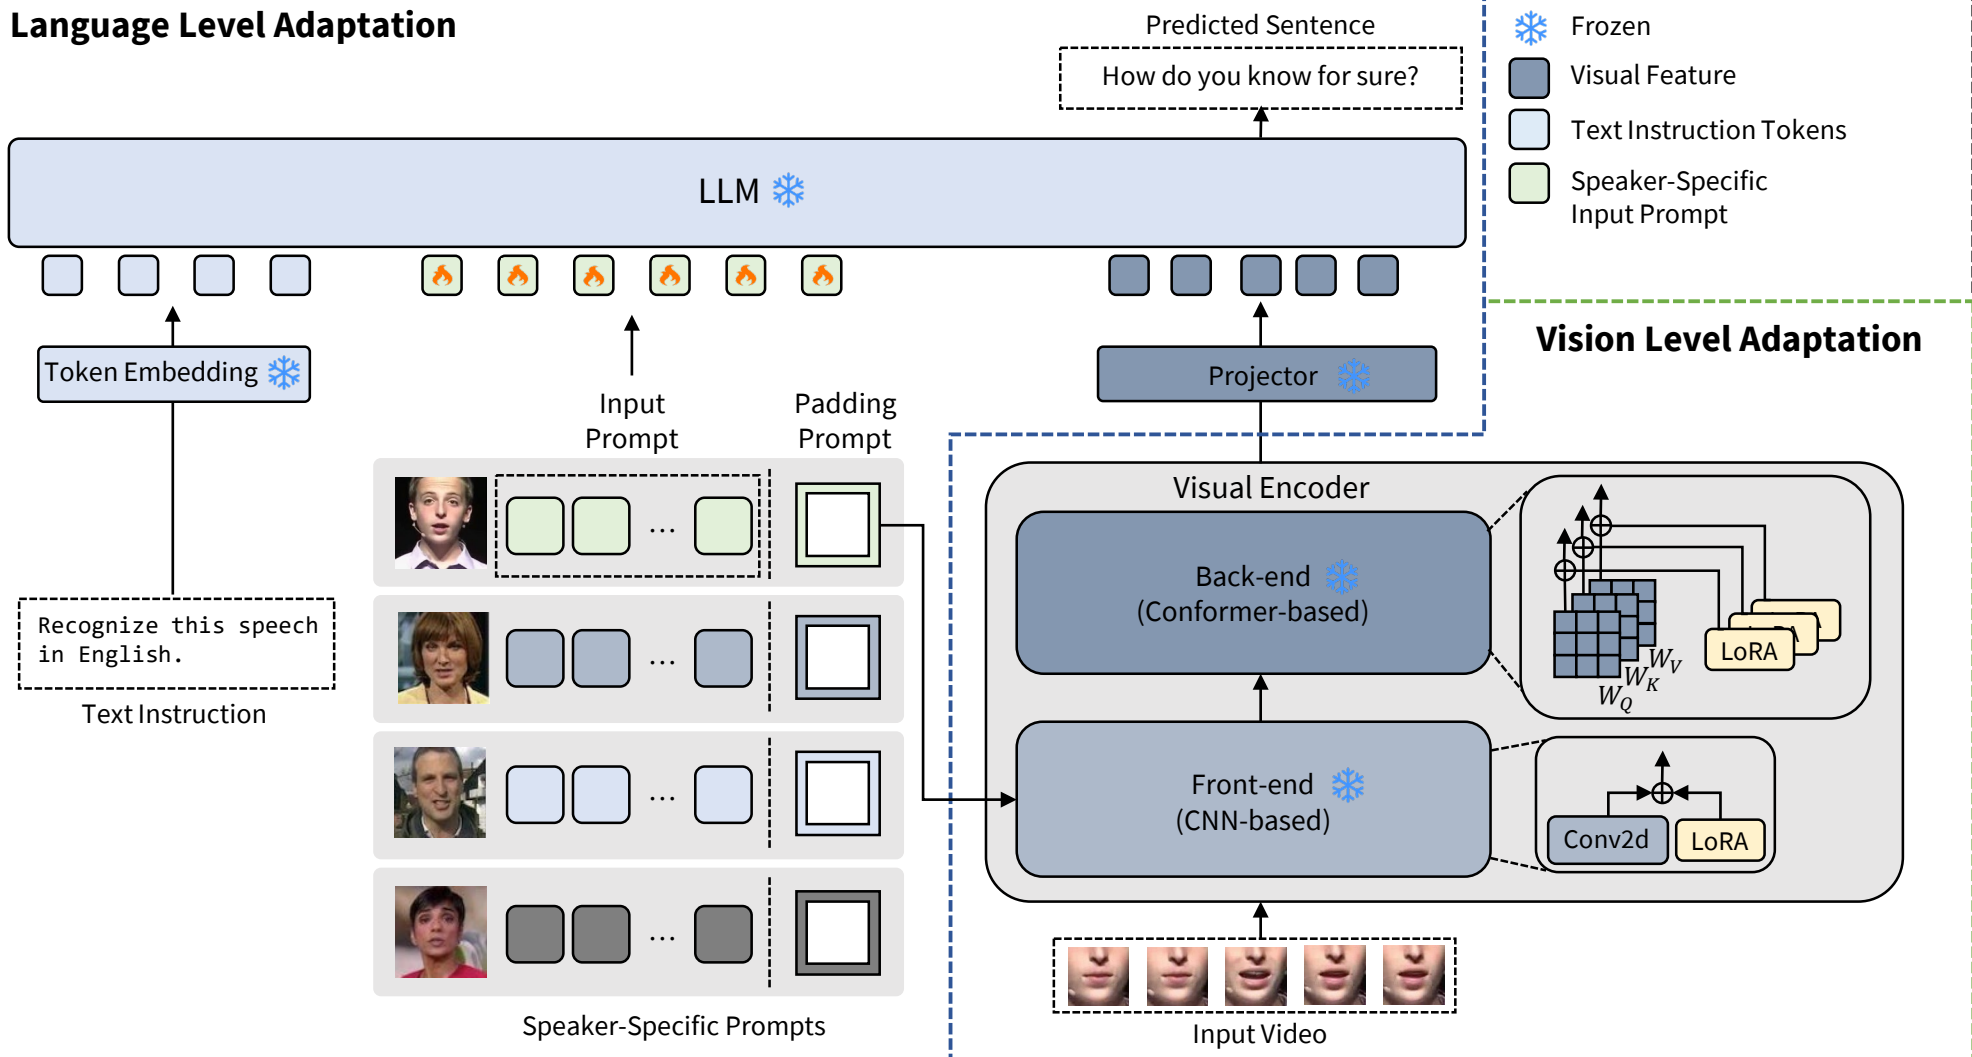 Language Level Adaptation
Predicted Sentence
How do you know for sure?
Frozen
Visual Feature
Text Instruction Tokens
Speaker-Specific
Input Prompt
LLM
Vision Level Adaptation
Token Embedding
Projector
Input
Prompt
Padding
Prompt
...
...
...
...
Recognize this speech
in English.
Text Instruction
Speaker-Specific Prompts
Visual Encoder
Back-end
(Conformer-based)
W_V
W_K
W_Q
LoRA
Front-end
(CNN-based)
Conv2d
LoRA
Input Video